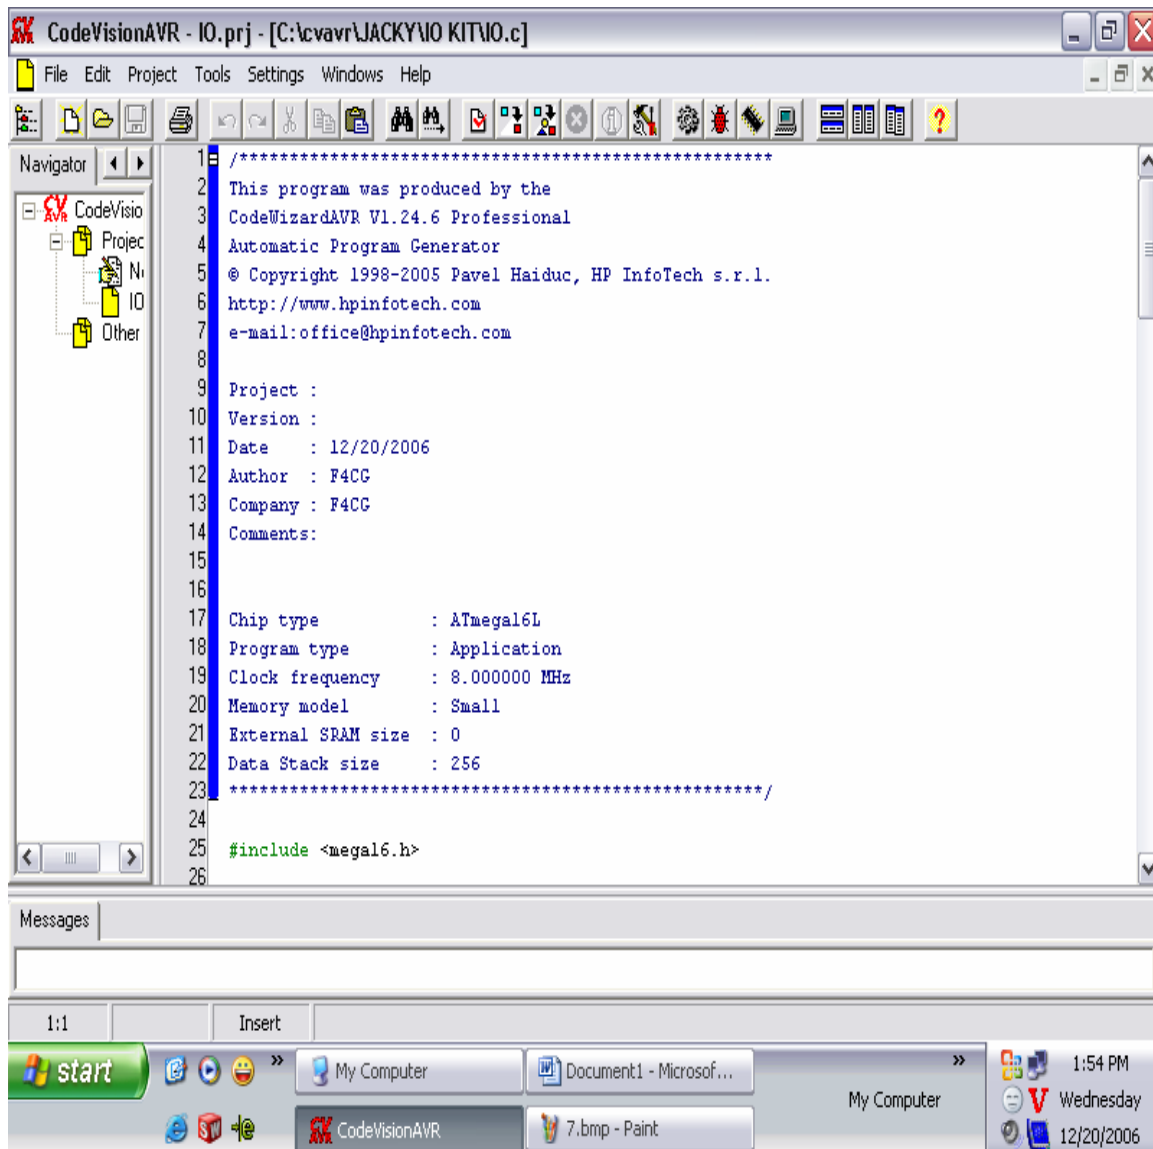 CodeVisionAVR - IO.prj - [C:\cvavr\JACKY\IO KIT\IO.c]
File Edit Project Tools Settings Windows Help
Navigator
CodeVisio
Projec
IO
Other
1 /*****************************************************
2 This program was produced by the
3 CodeWizardAVR V1.24.6 Professional
4 Automatic Program Generator
5 © Copyright 1998-2005 Pavel Haiduc, HP InfoTech s.r.l.
6 http://www.hpinfotech.com
7 e-mail:office@hpinfotech.com
8
9 Project :
10 Version :
11 Date    : 12/20/2006
12 Author  : F4CG
13 Company : F4CG
14 Comments:
15
16
17 Chip type           : ATmega16L
18 Program type        : Application
19 Clock frequency     : 8.000000 MHz
20 Memory model        : Small
21 External SRAM size  : 0
22 Data Stack size     : 256
23 *****************************************************/
24
25 #include <mega16.h>
26
Messages
1:1 Insert
start
My Computer
Document1 - Microsof...
CodeVisionAVR
7.bmp - Paint
My Computer
1:54 PM
Wednesday
12/20/2006